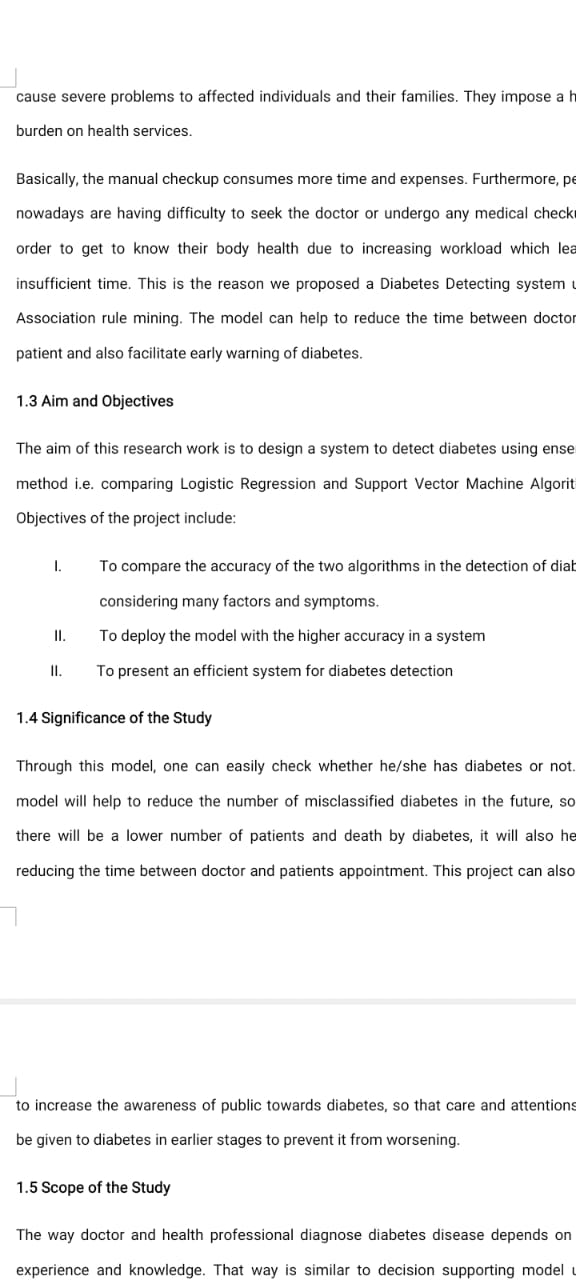 cause severe problems to affected individuals and their families. They impose a
burden on health services.
Basically, the manual checkup consumes more time and expenses. Furthermore,
nowadays are having difficulty to seek the doctor or undergo any medical
order to get to know their body health due to increasing workload which
insufficient time. This is the reason we proposed a Diabetes Detecting system
Association rule mining. The model can help to reduce the time between doctor
patient and also facilitate early warning of diabetes.
1.3 Aim and Objectives
The aim of this research work is to design a system to detect diabetes using
method i.e. comparing Logistic Regression and Support Vector Machine
Objectives of the project include:
I. To compare the accuracy of the two algorithms in the detection of
considering many factors and symptoms.
II. To deploy the model with the higher accuracy in a system
II. To present an efficient system for diabetes detection
1.4 Significance of the Study
Through this model, one can easily check whether he/she has diabetes or not.
model will help to reduce the number of misclassified diabetes in the future, so
there will be a lower number of patients and death by diabetes, it will also
reducing the time between doctor and patients appointment. This project can also
to increase the awareness of public towards diabetes, so that care and attentions
be given to diabetes in earlier stages to prevent it from worsening.
1.5 Scope of the Study
The way doctor and health professional diagnose diabetes disease depends on
experience and knowledge. That way is similar to decision supporting model